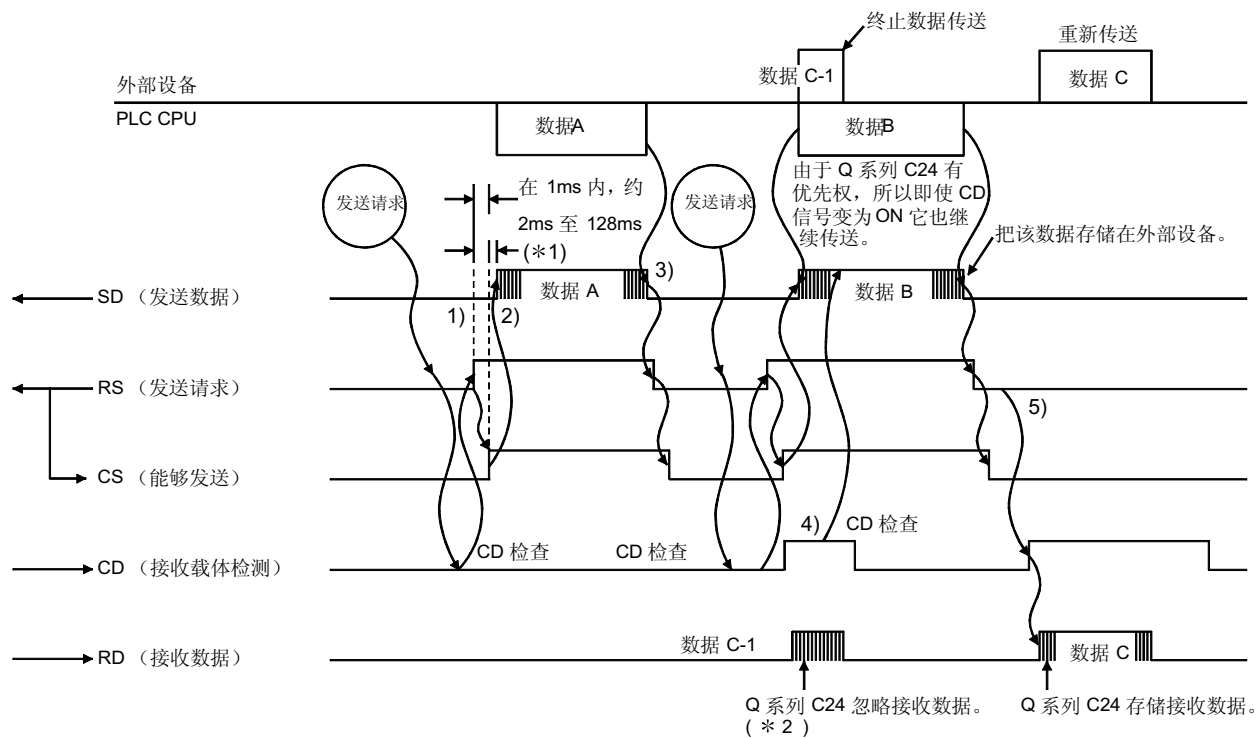 终止数据传送
重新传送
数据 C-1
数据 C
外部设备
PLC CPU
数据A
数据B
发送请求
在 1ms 内，约
2ms 至 128ms
(＊1)
发送请求
由于 Q 系列 C24 有
优先权，所以即使 CD
信号变为 ON 它也继
续传送。
把该数据存储在外部设备。
SD （发送数据）
1)
2)
数据 A
3)
数据 B
RS （发送请求）
5)
CS （能够发送）
4)
CD 检查
CD 检查
CD 检查
CD （接收载体检测）
RD （接收数据）
数据 C-1
数据 C
Q 系列 C24 忽略接收数据。
(＊2)
Q 系列 C24 存储接收数据。